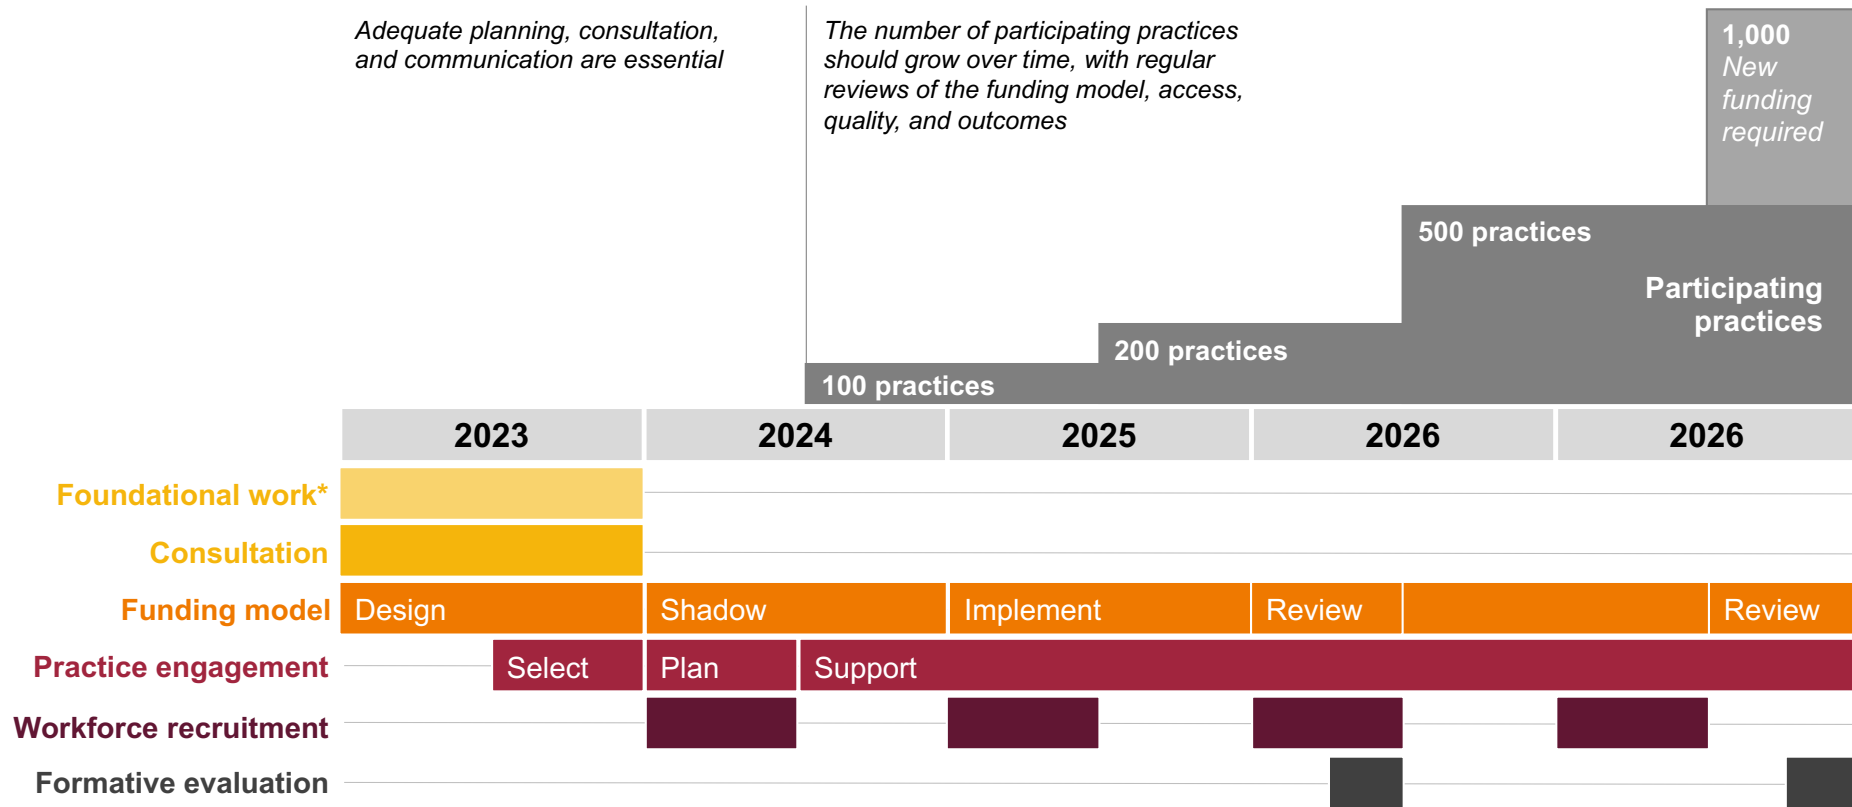 Adequate planning, consultation,
and communication are essential
The number of participating practices
should grow over time, with regular
reviews of the funding model, access,
quality, and outcomes
1,000
New
funding
required
500 practices
Participating
practices
200 practices
100 practices
2023 2024 2025 2026 2026
Foundational work*
Consultation
Funding model Design Shadow Implement Review Review
Practice engagement Select Plan Support
Workforce recruitment
Formative evaluation